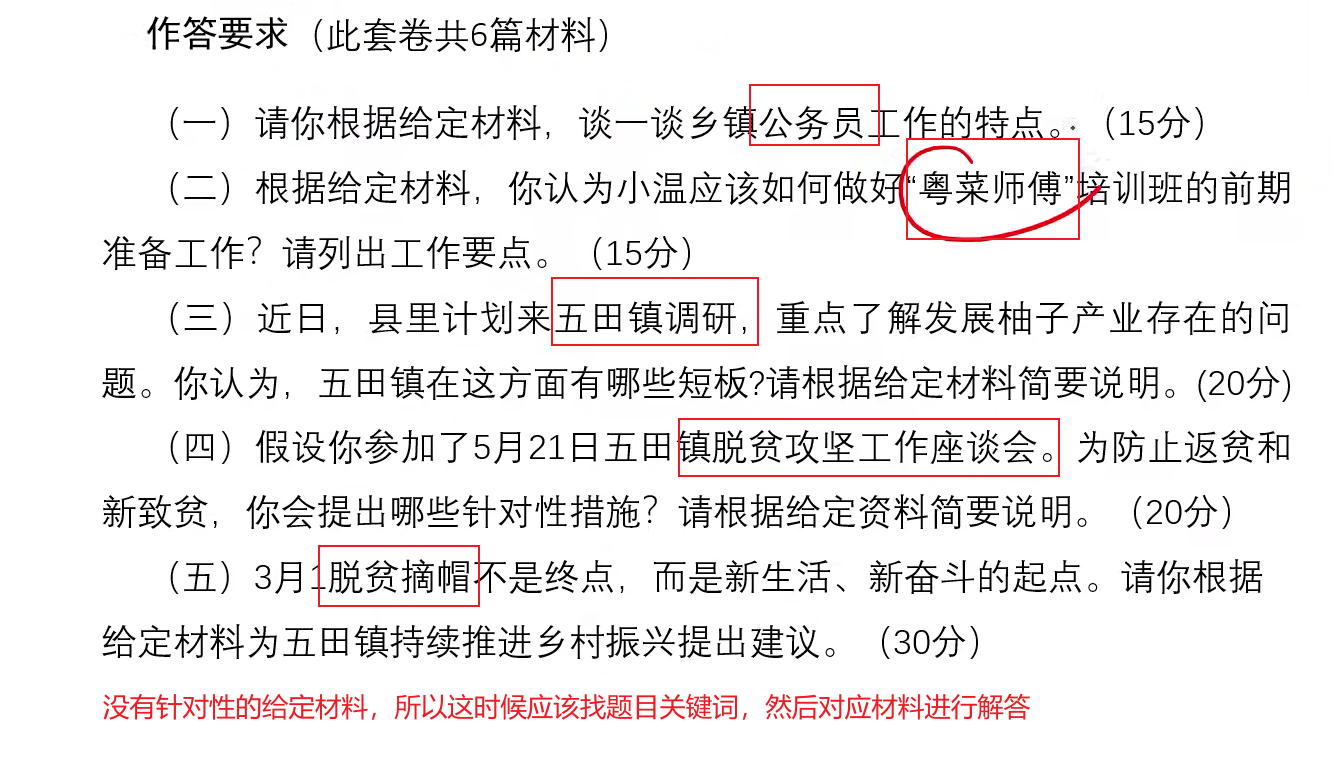 作答要求（此套卷共6篇材料）
（一）请你根据给定材料，谈一谈乡镇公务员工作的特点。（15分）
（二）根据给定材料，你认为小温应该如何做好“粤菜师傅”培训班的前期
准备工作？请列出工作要点。（15分）
（三）近日，县里计划来五田镇调研，重点了解发展柚子产业存在的问
题。你认为，五田镇在这方面有哪些短板?请根据给定材料简要说明。(20分)
（四）假设你参加了5月21日五田镇脱贫攻坚工作座谈会。为防止返贫和
新致贫，你会提出哪些针对性措施？请根据给定资料简要说明。（20分）
（五）3月1脱贫摘帽不是终点，而是新生活、新奋斗的起点。请你根据
给定材料为五田镇持续推进乡村振兴提出建议。（30分）
没有针对性的给定材料，所以这时候应该找题目关键词，然后对应材料进行解答